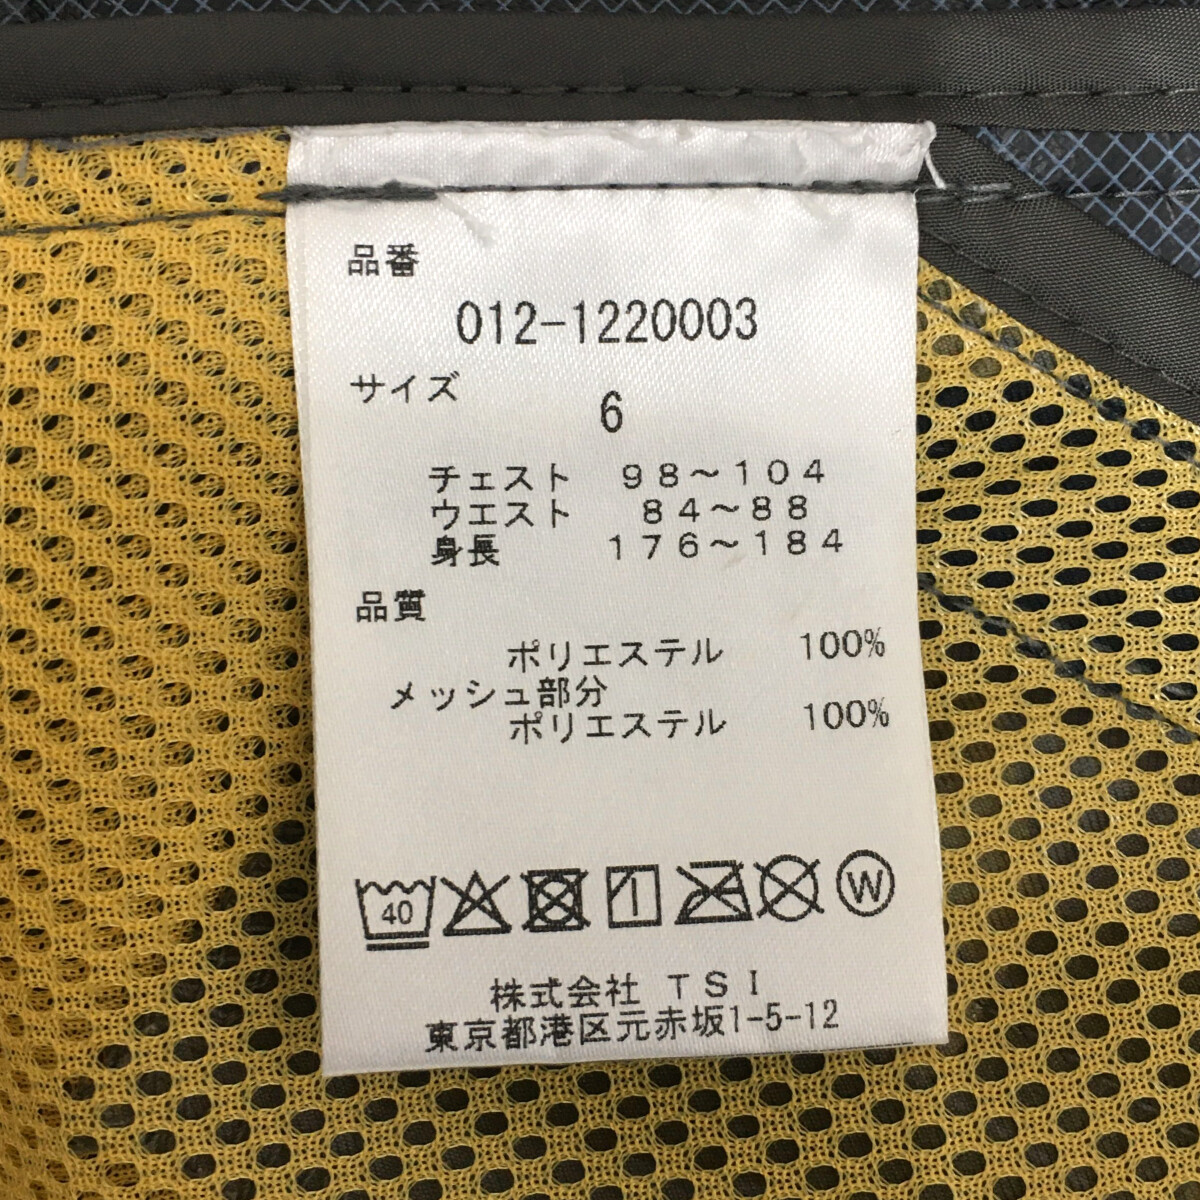 品番
012-1220003
サイズ
6
チェスト 98〜104
ウエスト 84〜88
身長 176〜184
品質
ポリエステル 100%
メッシュ部分
ポリエステル 100%
40 W
株式会社 TSI
東京都港区元赤坂1-5-12